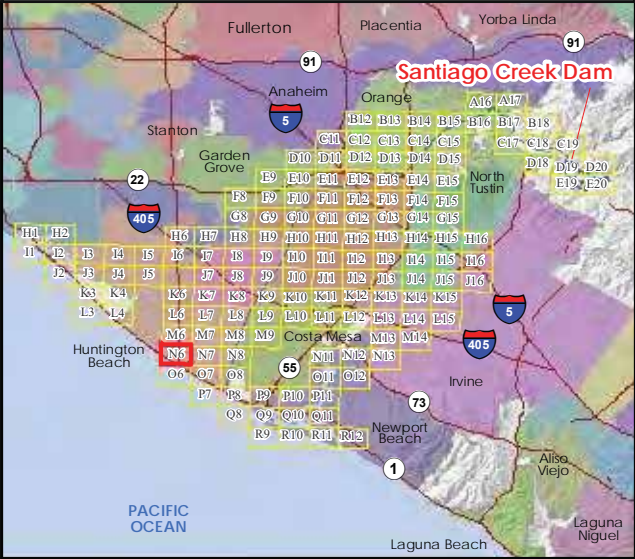 Fullerton
Placentia
Yorba Linda
91
91
Santiago Creek Dam
Anaheim
Orange
A16 A17
5
B12 B13 B14 B15 B16 B17 B18
Stanton
C11 C12 C13 C14 C15 C17 C18 C19
Garden
Grove
D10 D11 D12 D13 D14 D15 D18 D19 D20
22
E9 E10 E11 E12 E13 E14 E15 E19 E20
North
Tustin
F8 F9 F10 F11 F12 F13 F14 F15
405
G8 G9 G10 G11 G12 G13 G14 G15
H1 H2 H6 H7 H8 H9 H10 H11 H12 H13 H14 H15 H16
I1 I2 I3 I4 I5 I6 I7 I8 I9 I10 I11 I12 I13 I14 I15 I16
J2 J3 J4 J5 J7 J8 J9 J10 J11 J12 J13 J14 J15 J16
K3 K4 K6 K7 K8 K9 K10 K11 K12 K13 K14 K15
5
L3 L4 L6 L7 L8 L9 L10 L11 L12 L13 L14 L15
M6 M7 M8 M9 Costa Mesa M13 M14
405
Huntington
Beach
N6 N7 N8 N11 N12 N13
55
O6 O7 O8 O11 O12
Irvine
P7 P8 P9 P10 P11
73
Q8 Q9 Q10 Q11
Newport
Beach
R9 R10 R11 R12
1
Aliso
Viejo
PACIFIC
OCEAN
Laguna
Niguel
Laguna Beach